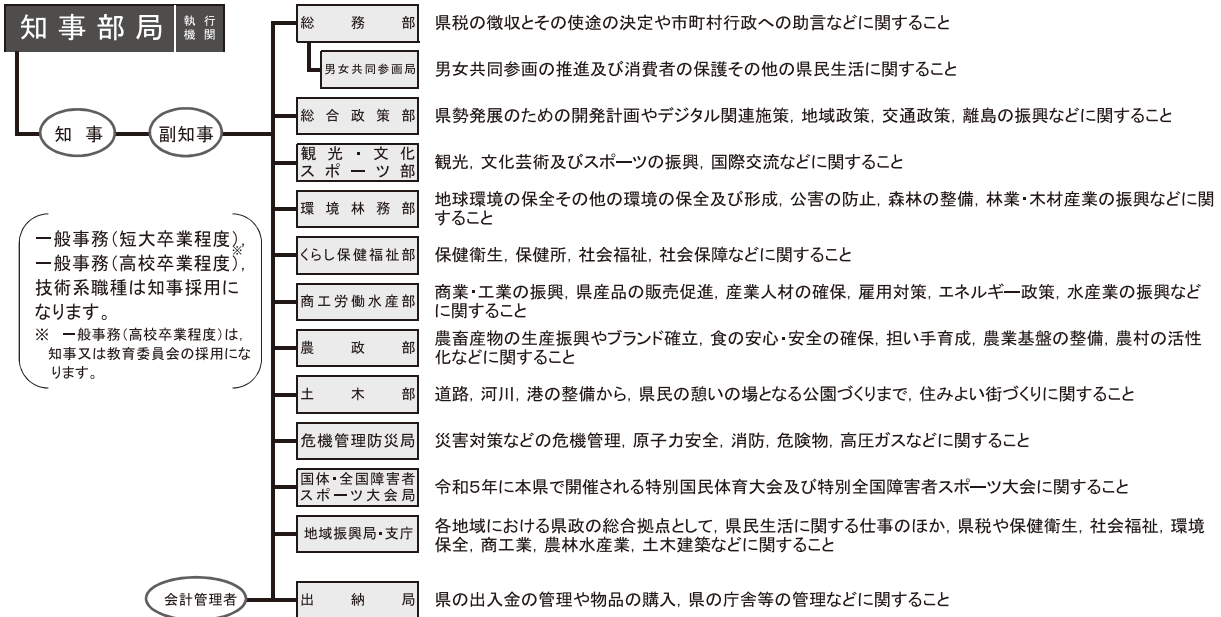 知事部局 執行機関
総務部 県税の徴収とその使途の決定や市町村行政への助言などに関すること
男女共同参画局 男女共同参画の推進及び消費者の保護その他の県民生活に関すること
知事 副知事
総合政策部 県勢発展のための開発計画やデジタル関連施策，地域政策，交通政策，離島の振興などに関すること
観光・文化
スポーツ部 観光，文化芸術及びスポーツの振興，国際交流などに関すること
環境林務部 地球環境の保全その他の環境の保全及び形成，公害の防止，森林の整備，林業・木材産業の振興などに関
すること
くらし保健福祉部 保健衛生，保健所，社会福祉，社会保障などに関すること
商工労働水産部 商業・工業の振興，県産品の販売促進，産業人材の確保，雇用対策，エネルギー政策，水産業の振興など
に関すること
農政部 農畜産物の生産振興やブランド確立，食の安心・安全の確保，担い手育成，農業基盤の整備，農村の活性
化などに関すること
土木部 道路，河川，港の整備から，県民の憩いの場となる公園づくりまで，住みよい街づくりに関すること
危機管理防災局 災害対策などの危機管理，原子力安全，消防，危険物，高圧ガスなどに関すること
国体・全国障害者
スポーツ大会局 令和5年に本県で開催される特別国民体育大会及び特別全国障害者スポーツ大会に関すること
地域振興局・支庁 各地域における県政の総合拠点として，県民生活に関する仕事のほか，県税や保健衛生，社会福祉，環境
保全，商工業，農林水産業，土木建築などに関すること
会計管理者 出納局 県の出入金の管理や物品の購入，県の庁舎等の管理などに関すること
一般事務（短大卒業程度），
一般事務（高校卒業程度）※，
技術系職種は知事採用に
なります。
※ 一般事務（高校卒業程度）は，
知事又は教育委員会の採用にな
ります。